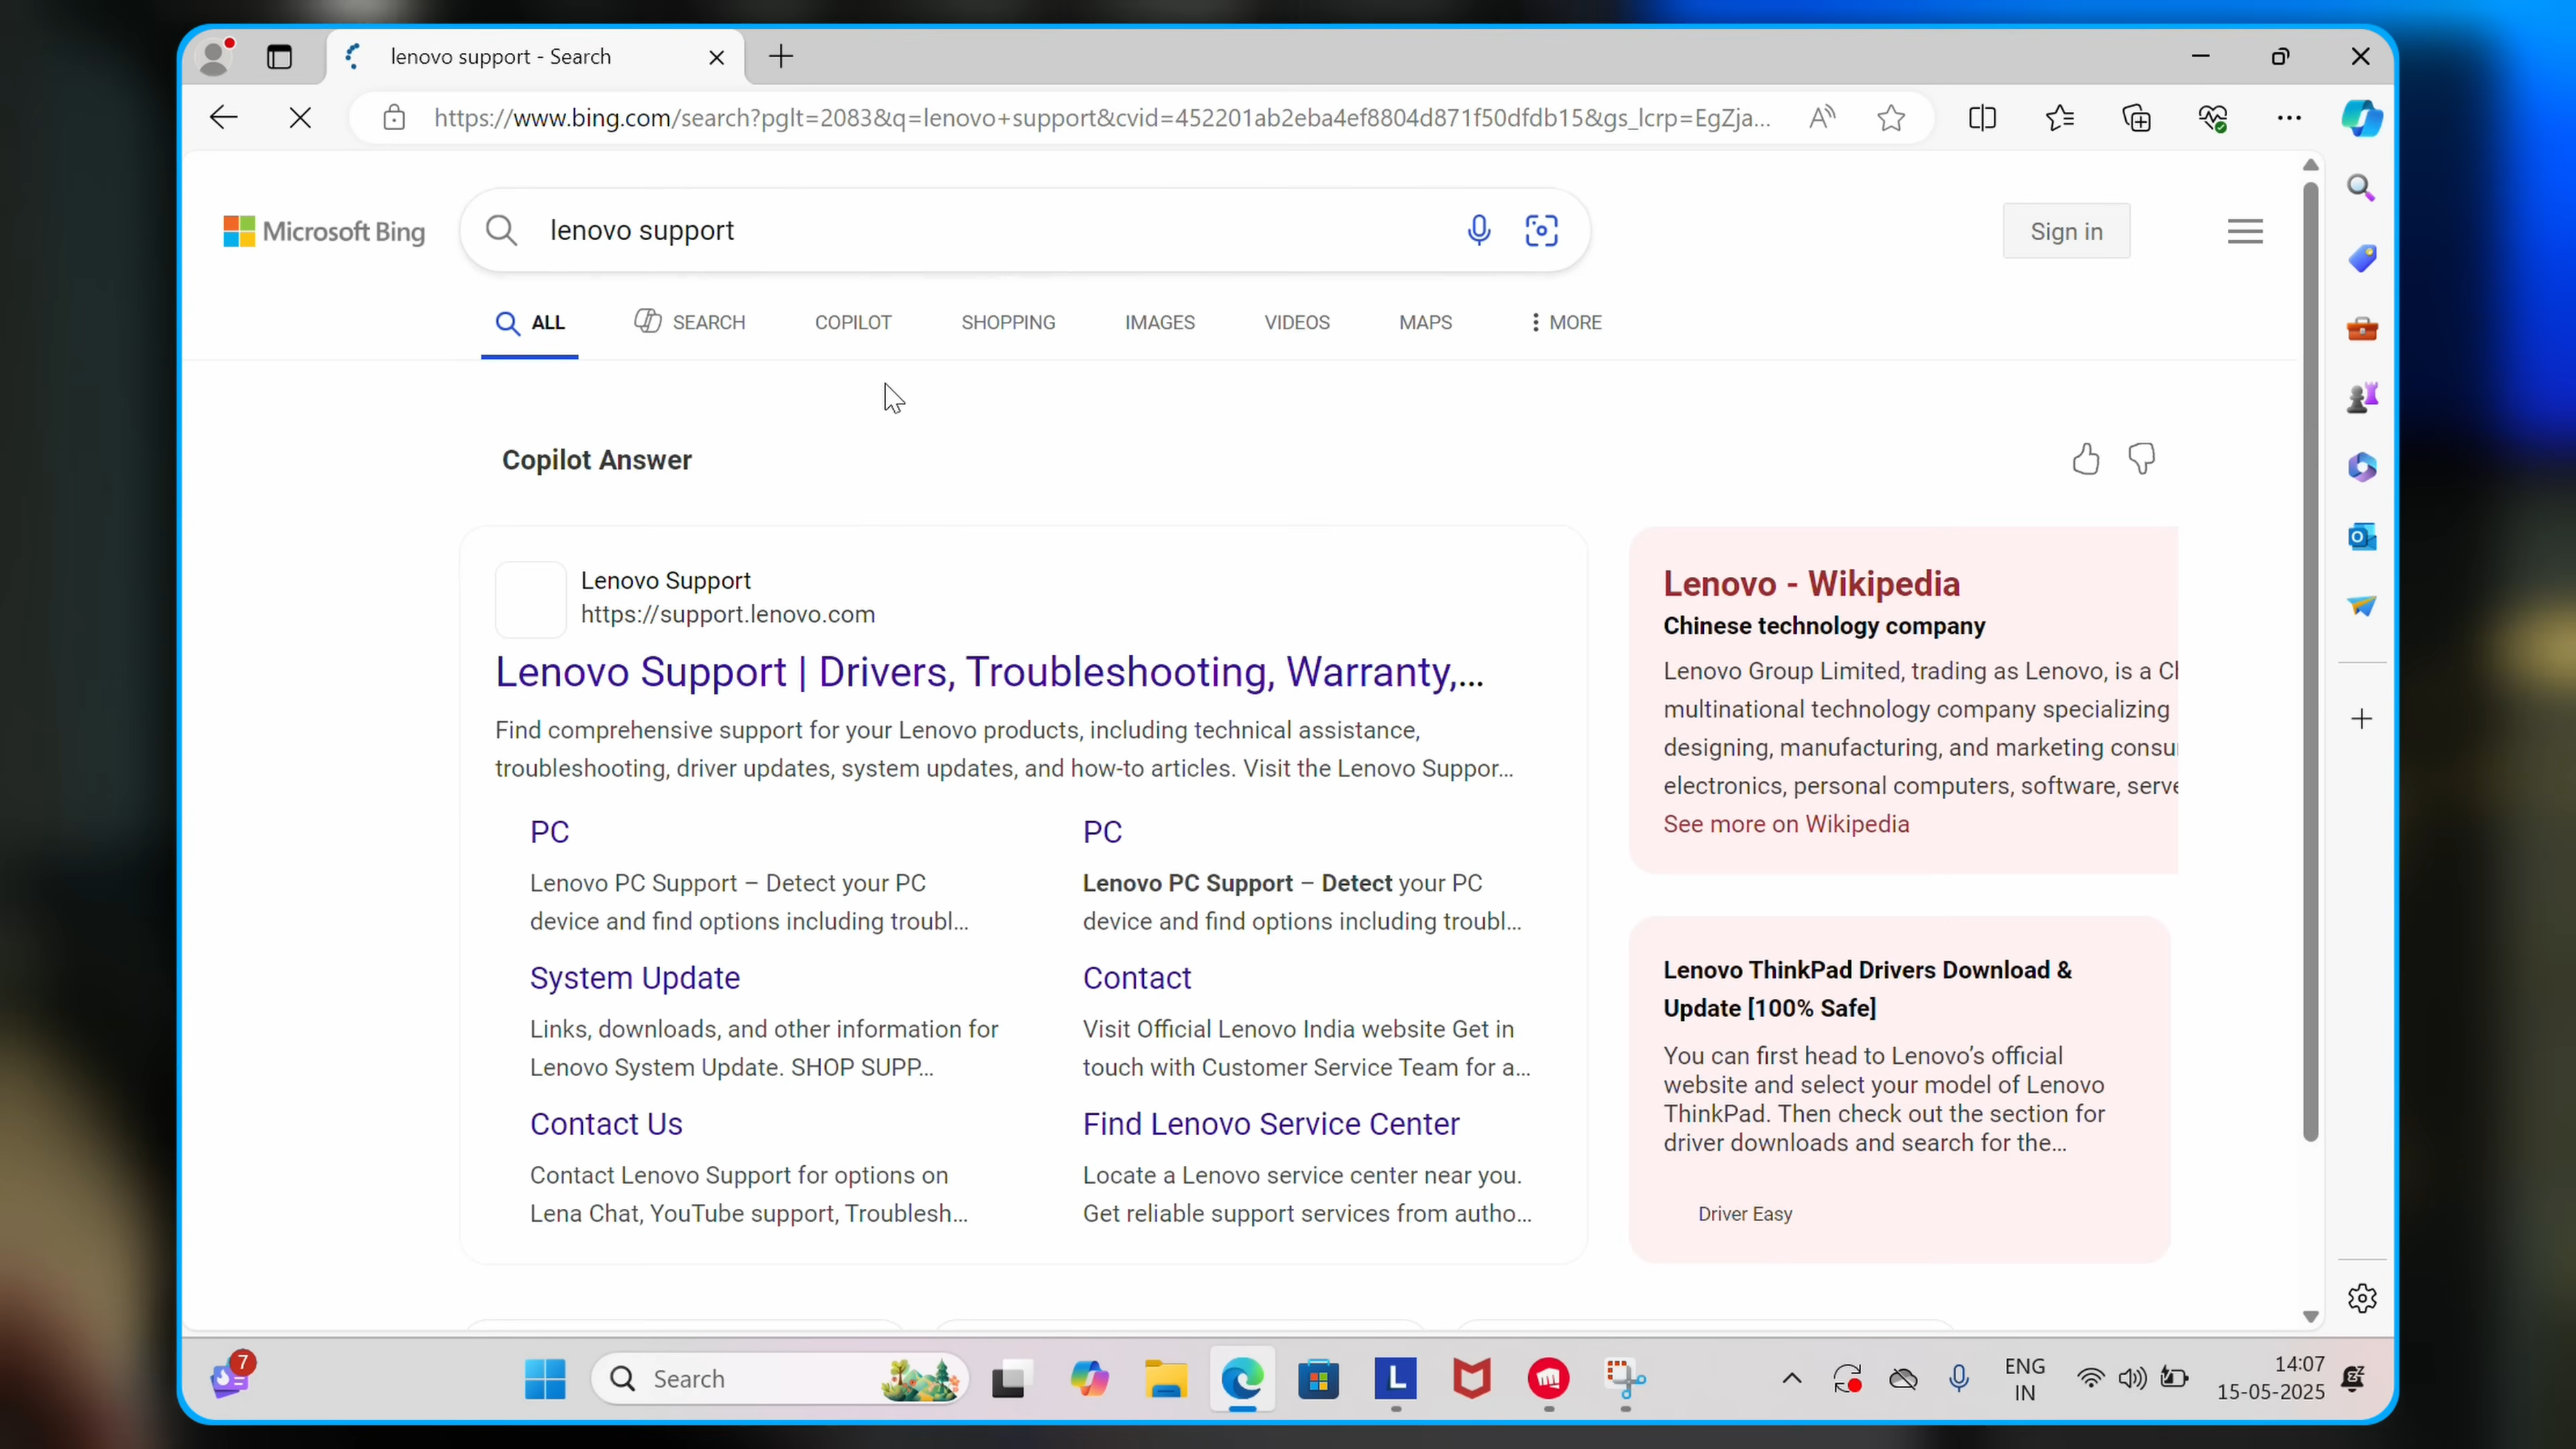 lenovo support - Search
https://www.bing.com/search?pglt=2083&q=lenovo+support&cvid=452201ab2eba4ef8804d871f50dfdb15&gs_lcrp=EgZja...
Microsoft Bing
lenovo support
Sign in
ALL
SEARCH
COPILOT
SHOPPING
IMAGES
VIDEOS
MAPS
MORE
Copilot Answer
Lenovo Support
https://support.lenovo.com
Lenovo Support | Drivers, Troubleshooting, Warranty,...
Find comprehensive support for your Lenovo products, including technical assistance,
troubleshooting, driver updates, system updates, and how-to articles. Visit the Lenovo Suppor...
PC
Lenovo PC Support – Detect your PC
device and find options including troubl...
PC
Lenovo PC Support – Detect your PC
device and find options including troubl...
System Update
Links, downloads, and other information for
Lenovo System Update. SHOP SUPP...
Contact
Visit Official Lenovo India website Get in
touch with Customer Service Team for a...
Contact Us
Contact Lenovo Support for options on
Lena Chat, YouTube support, Troublesh...
Find Lenovo Service Center
Locate a Lenovo service center near you.
Get reliable support services from autho...
Lenovo - Wikipedia
Chinese technology company
Lenovo Group Limited, trading as Lenovo, is a Ch
multinational technology company specializing
designing, manufacturing, and marketing consu
electronics, personal computers, software, serve
See more on Wikipedia
Lenovo ThinkPad Drivers Download &
Update [100% Safe]
You can first head to Lenovo's official
website and select your model of Lenovo
ThinkPad. Then check out the section for
driver downloads and search for the...
Driver Easy
7
Search
L
ENG
IN
14:07
15-05-2025